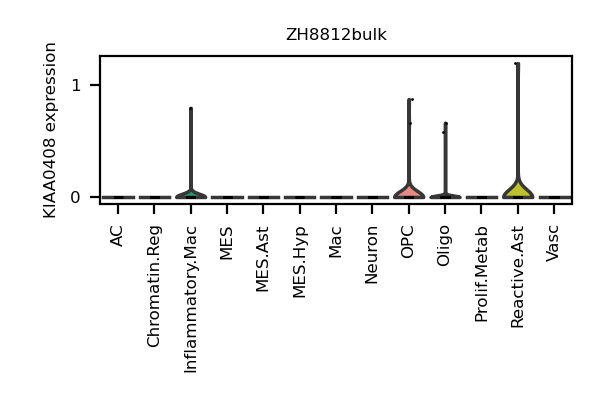 ZH8812bulk
KIAA0408 expression
1
0
AC
Chromatin.Reg
Inflammatory.Mac
MES
MES.Ast
MES.Hyp
Mac
Neuron
OPC
Oligo
Prolif.Metab
Reactive.Ast
Vasc